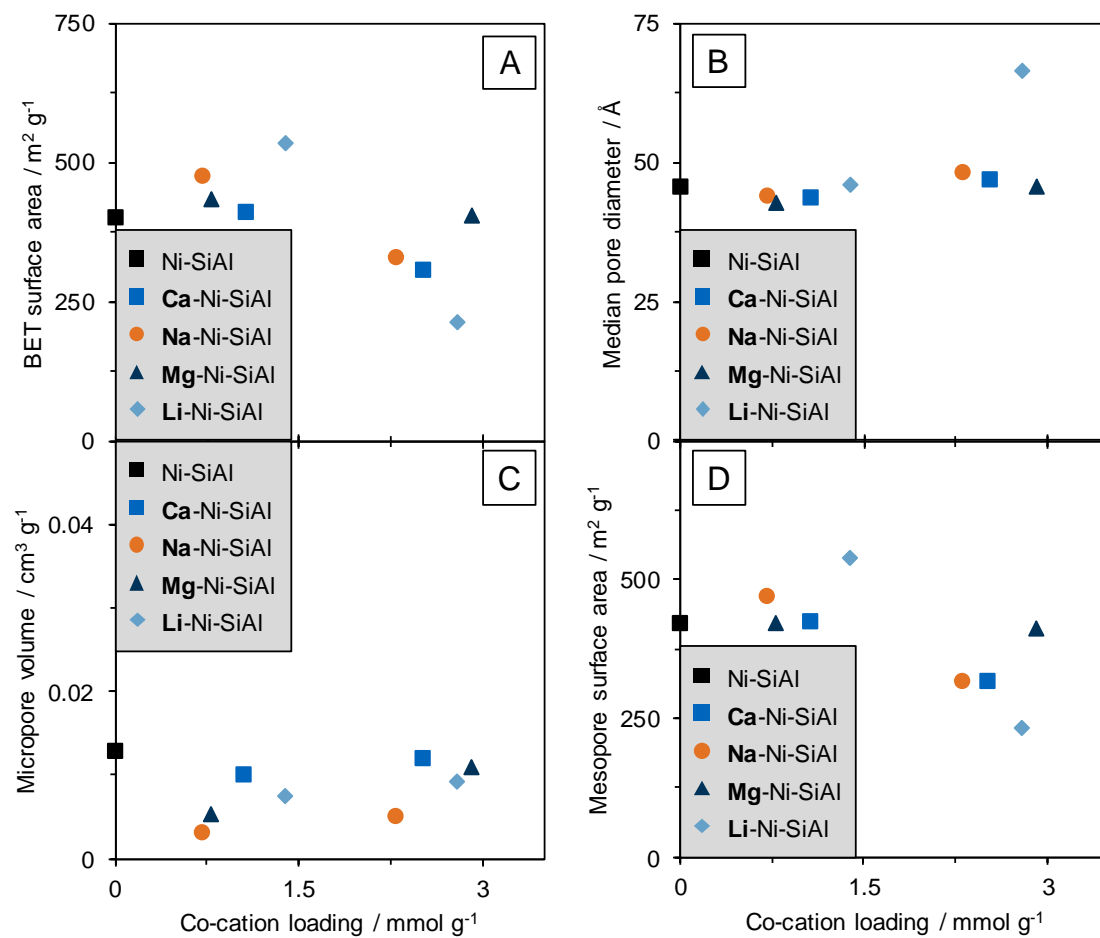 A
BET surface area / m² g⁻¹
750
500
250
0
Ni-SiAl
Ca-Ni-SiAl
Na-Ni-SiAl
Mg-Ni-SiAl
Li-Ni-SiAl
B
Median pore diameter / Å
75
50
25
0
Ni-SiAl
Ca-Ni-SiAl
Na-Ni-SiAl
Mg-Ni-SiAl
Li-Ni-SiAl
C
Micropore volume / cm³ g⁻¹
0.04
0.02
0
Ni-SiAl
Ca-Ni-SiAl
Na-Ni-SiAl
Mg-Ni-SiAl
Li-Ni-SiAl
0 1.5 3
Co-cation loading / mmol g⁻¹
D
Mesopore surface area / m² g⁻¹
500
250
0
Ni-SiAl
Ca-Ni-SiAl
Na-Ni-SiAl
Mg-Ni-SiAl
Li-Ni-SiAl
0 1.5 3
Co-cation loading / mmol g⁻¹